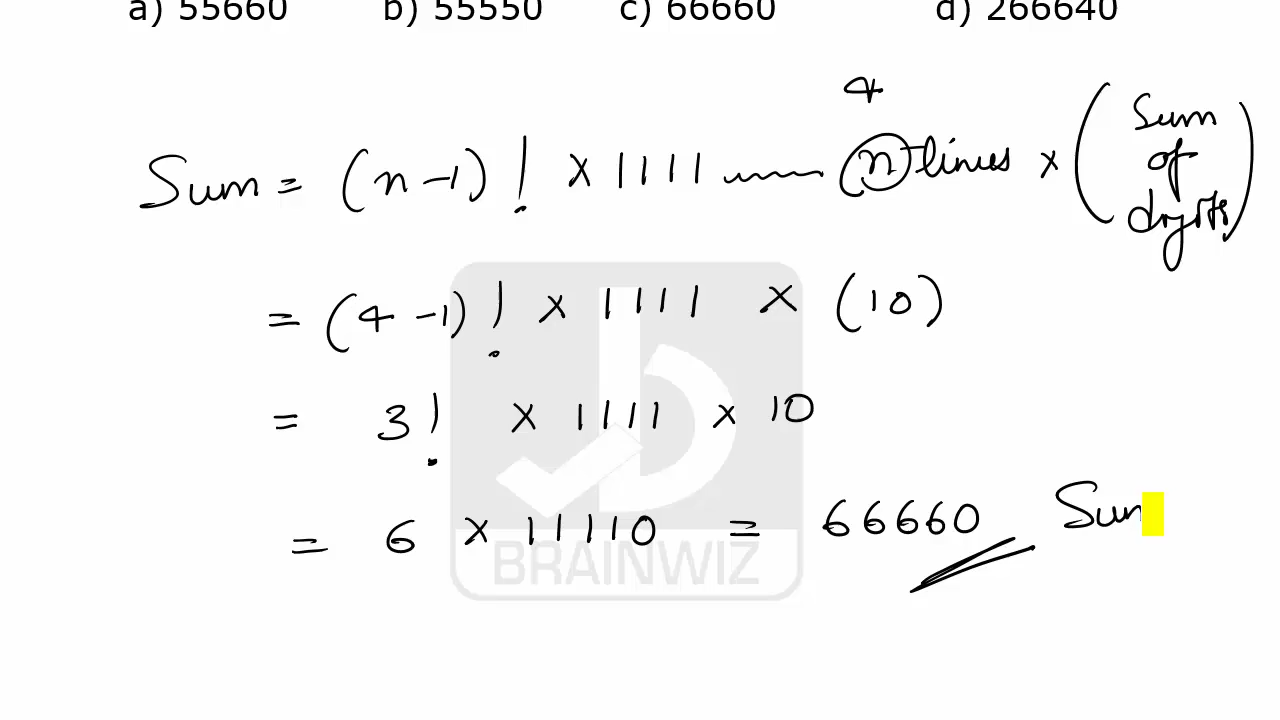 a) 55660 b) 55550 c) 66660 d) 266640
4
Sum = (n-1)! × 1111 ------ (n) times × (Sum of digits)
= (4-1)! × 1111 × (10)
= 3! × 1111 × 10
= 6 × 11110 = 66660 Sum
BRAINWIZ